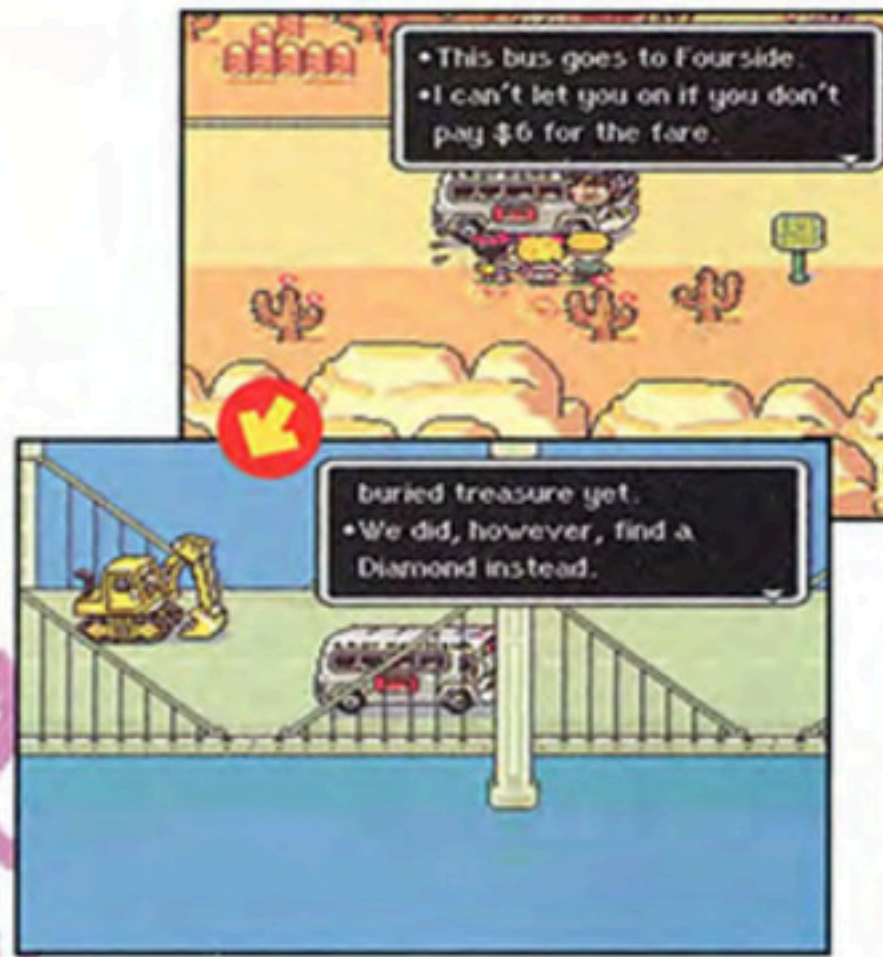 •This bus goes to Fourside.
•I can't let you on if you don't
pay $6 for the fare.
buried treasure yet.
•We did, however, find a
Diamond instead.